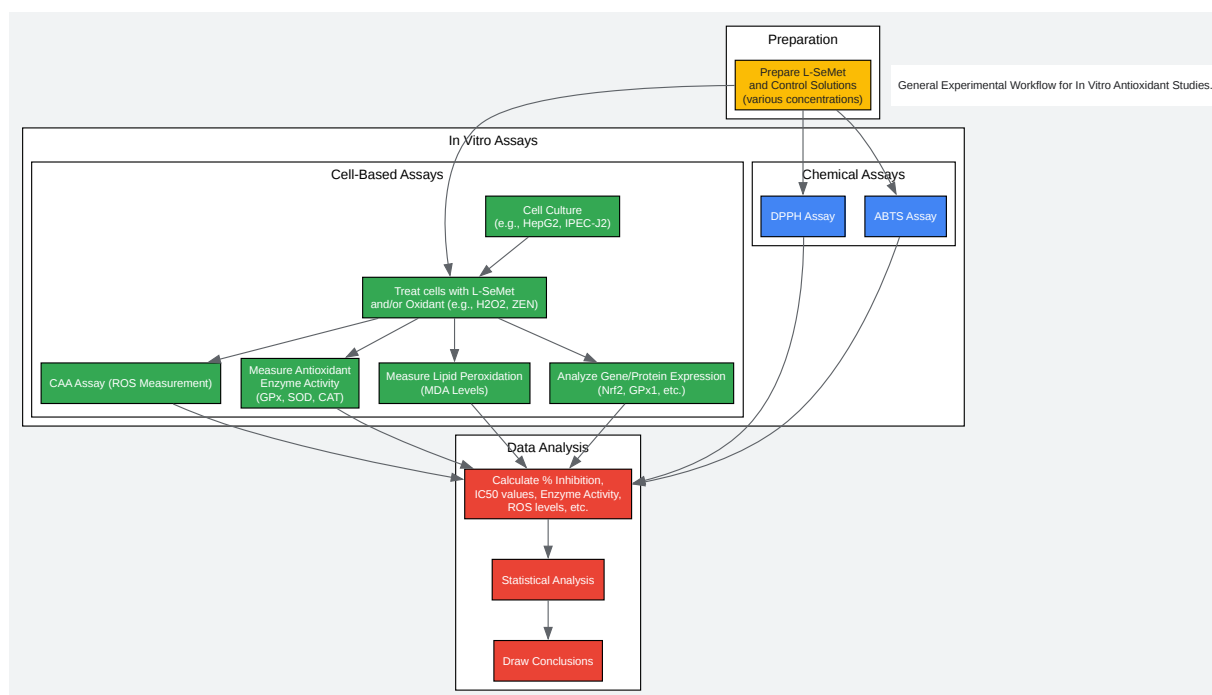 Preparation
Prepare L-SeMet
and Control Solutions
(various concentrations)
General Experimental Workflow for In Vitro Antioxidant Studies.
In Vitro Assays
Cell-Based Assays
Chemical Assays
Cell Culture
(e.g., HepG2, IPEC-J2)
DPPH Assay
ABTS Assay
Treat cells with L-SeMet
and/or Oxidant (e.g., H2O2, ZEN)
CAA Assay (ROS Measurement)
Measure Antioxidant
Enzyme Activity
(GPx, SOD, CAT)
Measure Lipid Peroxidation
(MDA Levels)
Analyze Gene/Protein Expression
(Nrf2, GPx1, etc.)
Data Analysis
Calculate % Inhibition,
IC50 values, Enzyme Activity,
ROS levels, etc.
Statistical Analysis
Draw Conclusions